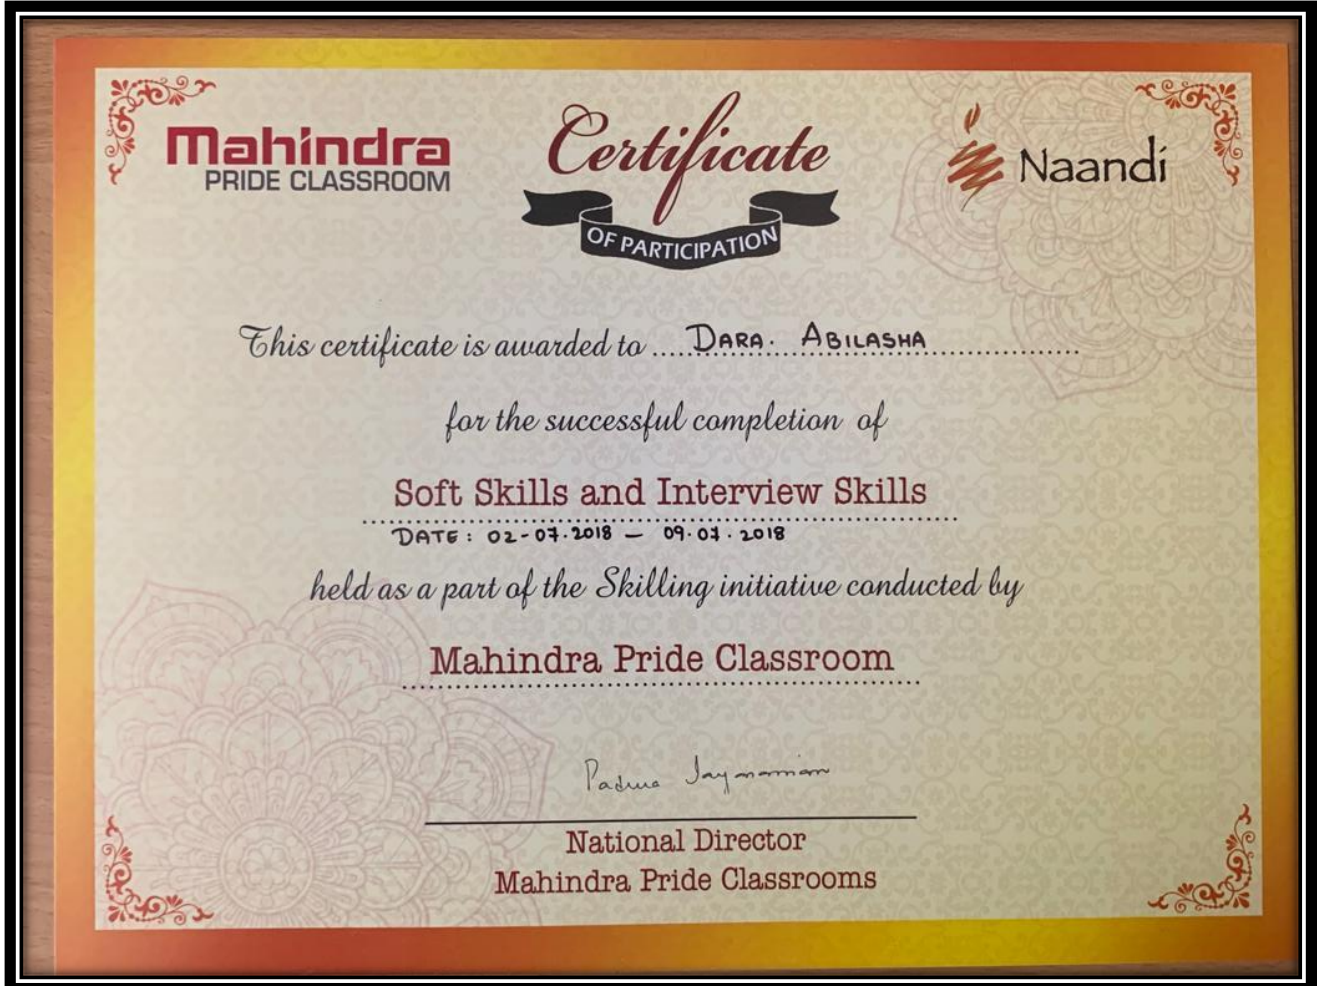 Mahindra
PRIDE CLASSROOM
Certificate
OF PARTICIPATION
Naandi
This certificate is awarded to ....DARA. ABILASHA....................
for the successful completion of
Soft Skills and Interview Skills
DATE: 02-07.2018 – 09.07.2018
held as a part of the Skilling initiative conducted by
Mahindra Pride Classroom
Padma Jayaraman
National Director
Mahindra Pride Classrooms